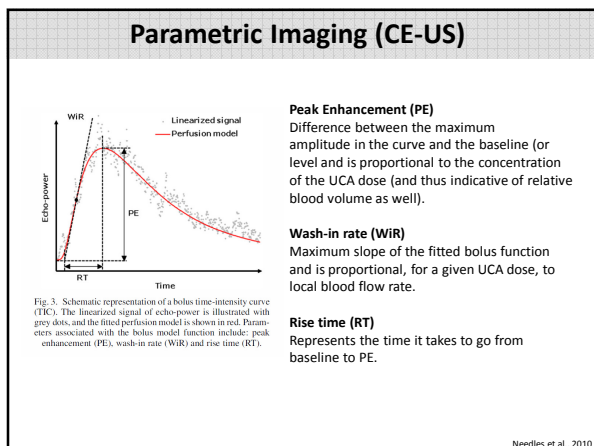 Parametric Imaging (CE-US)
WiR
Linearized signal
Perfusion model
Echo-power
PE
RT
Time
Fig. 3. Schematic representation of a bolus time-intensity curve
(TIC). The linearized signal of echo-power is illustrated with
grey dots, and the fitted perfusion model is shown in red. Param-
eters associated with the bolus model function include: peak
enhancement (PE), wash-in rate (WiR) and rise time (RT).
Peak Enhancement (PE)
Difference between the maximum
amplitude in the curve and the baseline (or
level and is proportional to the concentration
of the UCA dose (and thus indicative of relative
blood volume as well).
Wash-in rate (WiR)
Maximum slope of the fitted bolus function
and is proportional, for a given UCA dose, to
local blood flow rate.
Rise time (RT)
Represents the time it takes to go from
baseline to PE.
Needles et al., 2010